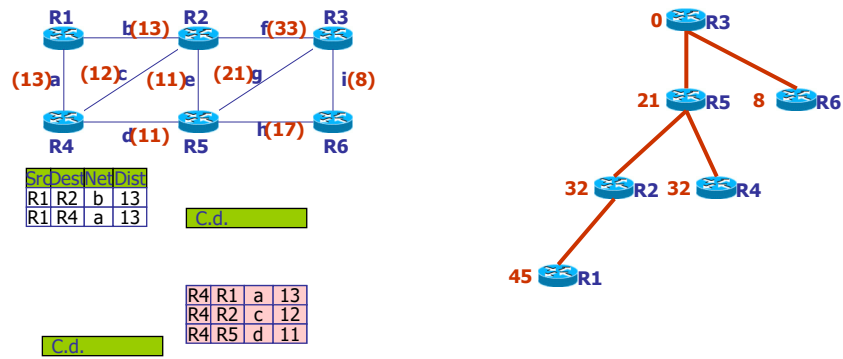 R1 R2 R3
b(13) f(33)
(13)a (12)c (11)e (21)g i(8)
R4 d(11) R5 h(17) R6
Src Dest Net Dist
R1 R2 b 13
R1 R4 a 13
C.d.
R4 R1 a 13
R4 R2 c 12
R4 R5 d 11
C.d.
0 R3
21 R5 8 R6
32 R2 32 R4
45 R1